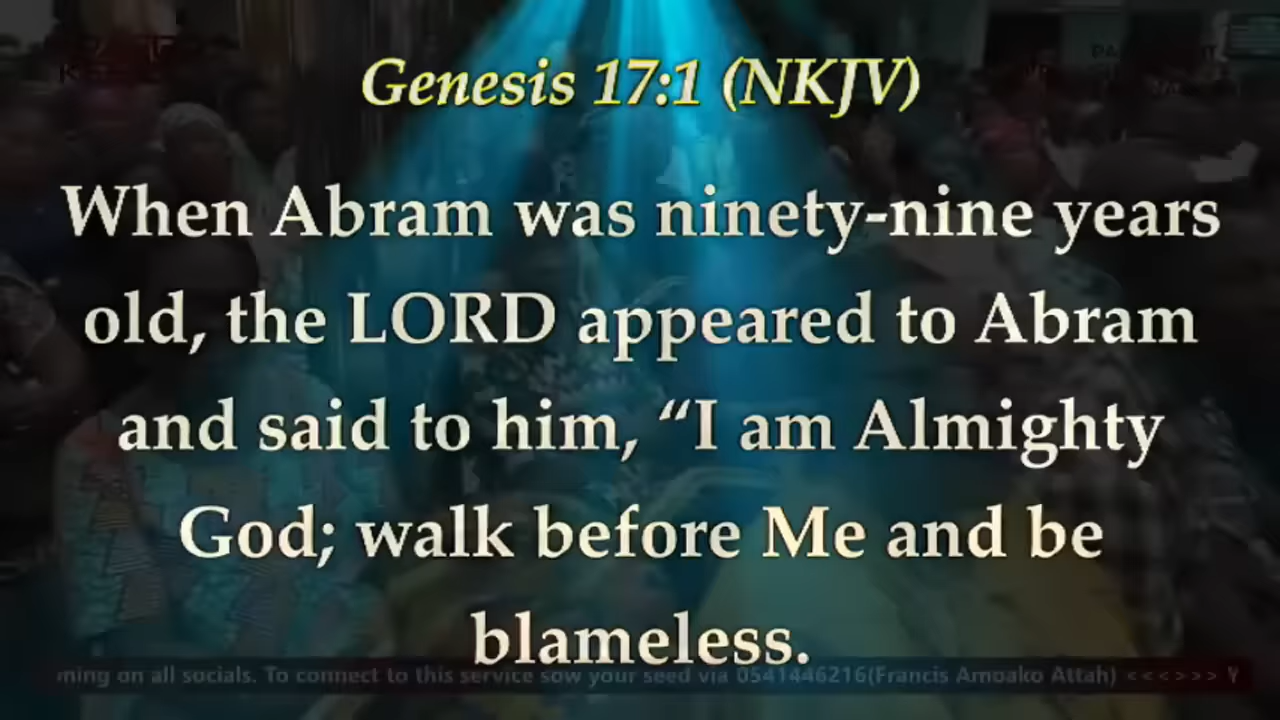 Genesis 17:1 (NKJV)
When Abram was ninety-nine years
old, the LORD appeared to Abram
and said to him, “I am Almighty
God; walk before Me and be
blameless.
ming on all socials. To connect to this service sow your seed via 0541446216(Francis Amoako Attah) <<<>>>